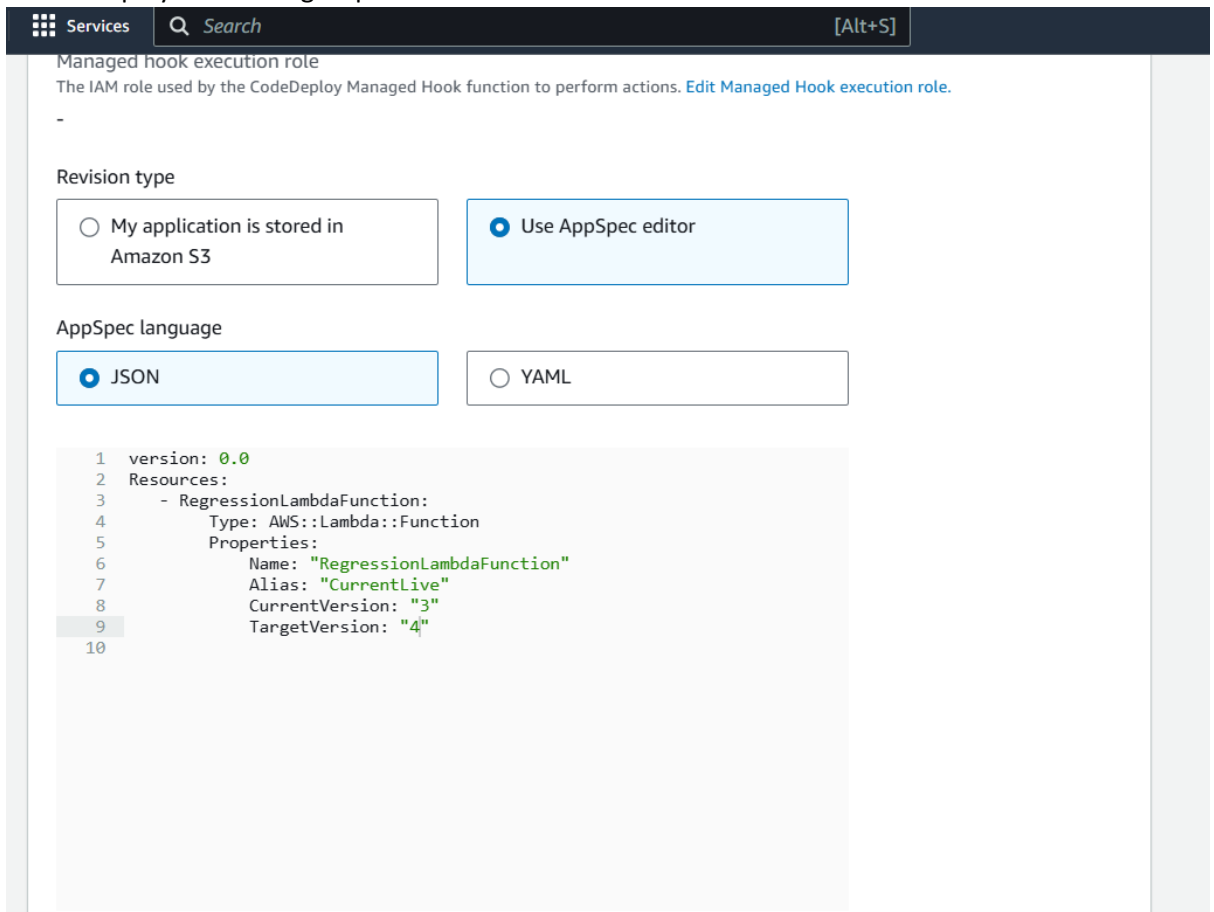 Services Search [Alt+S]
Managed hook execution role
The IAM role used by the CodeDeploy Managed Hook function to perform actions. Edit Managed Hook execution role.
-
Revision type
My application is stored in
Amazon S3
Use AppSpec editor
AppSpec language
JSON
YAML
1 version: 0.0
2 Resources:
3 - RegressionLambdaFunction:
4 Type: AWS::Lambda::Function
5 Properties:
6 Name: "RegressionLambdaFunction"
7 Alias: "CurrentLive"
8 CurrentVersion: "3"
9 TargetVersion: "4"
10